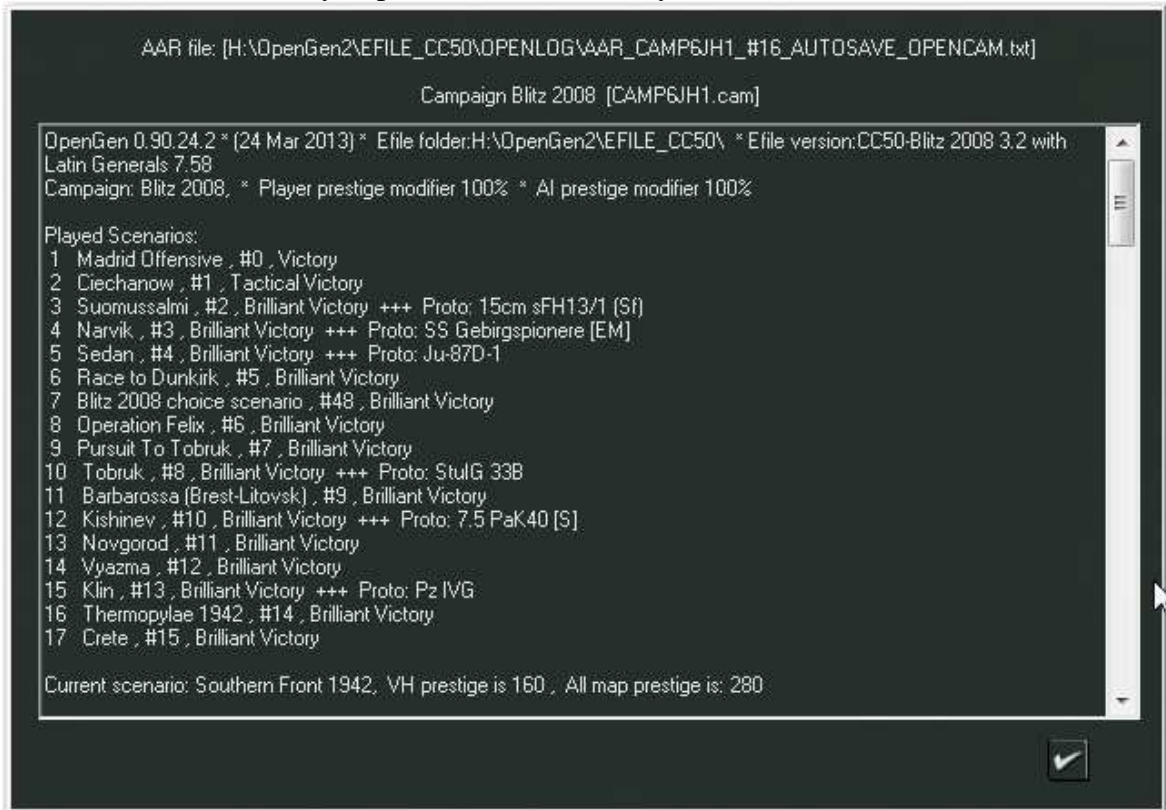 AAR file: [H:\OpenGen2\EFILE_CC50\OPENLOG\AAR_CAMP6JH1_#16_AUTOSAVE_OPENCAM.txt]
Campaign Blitz 2008 [CAMP6JH1.cam]
OpenGen 0.90.24.2 * (24 Mar 2013) * Efile folder:H:\OpenGen2\EFILE_CC50\ * Efile version:CC50-Blitz 2008 3.2 with
Latin Generals 7.58
Campaign: Blitz 2008, * Player prestige modifier 100% * AI prestige modifier 100%
Played Scenarios:
1 Madrid Offensive , #0 , Victory
2 Ciechanow , #1 , Tactical Victory
3 Suomussalmi , #2 , Brilliant Victory +++ Proto: 15cm sFH13/1 (Sf)
4 Narvik , #3 , Brilliant Victory +++ Proto: SS Gebirgspionere [EM]
5 Sedan , #4 , Brilliant Victory +++ Proto: Ju-87D-1
6 Race to Dunkirk , #5 , Brilliant Victory
7 Blitz 2008 choice scenario , #48 , Brilliant Victory
8 Operation Felix , #6 , Brilliant Victory
9 Pursuit To Tobruk , #7 , Brilliant Victory
10 Tobruk , #8 , Brilliant Victory +++ Proto: StuIG 33B
11 Barbarossa (Brest-Litovsk) , #9 , Brilliant Victory
12 Kishinev , #10 , Brilliant Victory +++ Proto: 7.5 PaK40 [S]
13 Novgorod , #11 , Brilliant Victory
14 Vyazma , #12 , Brilliant Victory
15 Klin , #13 , Brilliant Victory +++ Proto: Pz IVG
16 Thermopylae 1942 , #14 , Brilliant Victory
17 Crete , #15 , Brilliant Victory
Current scenario: Southern Front 1942, VH prestige is 160 , All map prestige is: 280